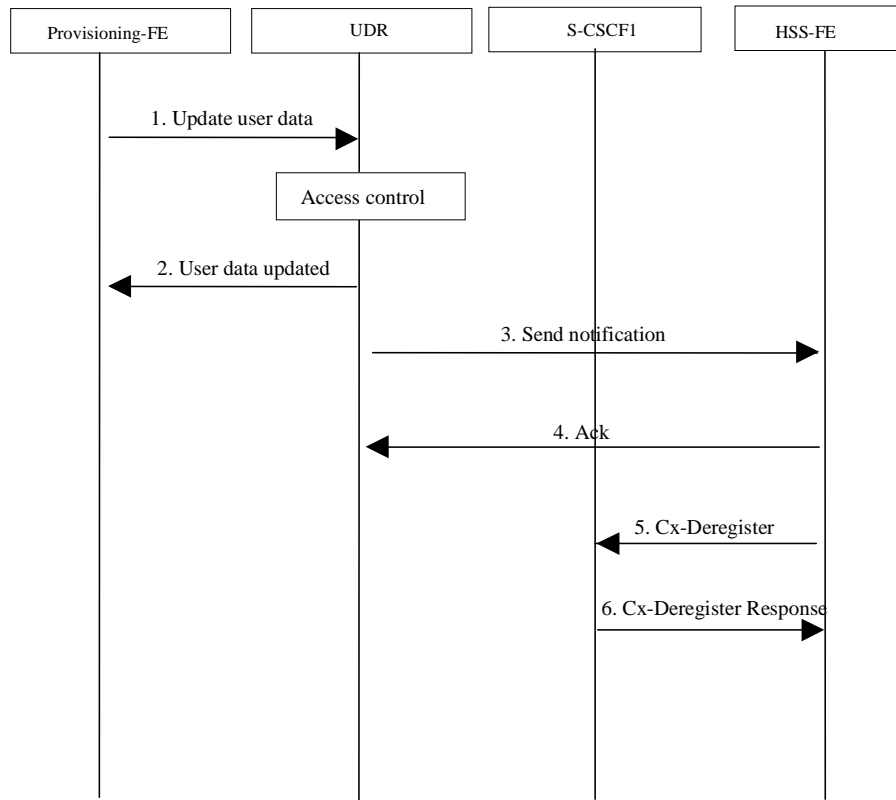 Provisioning-FE
UDR
S-CSCF1
HSS-FE
1. Update user data
Access control
2. User data updated
3. Send notification
4. Ack
5. Cx-Deregister
6. Cx-Deregister Response